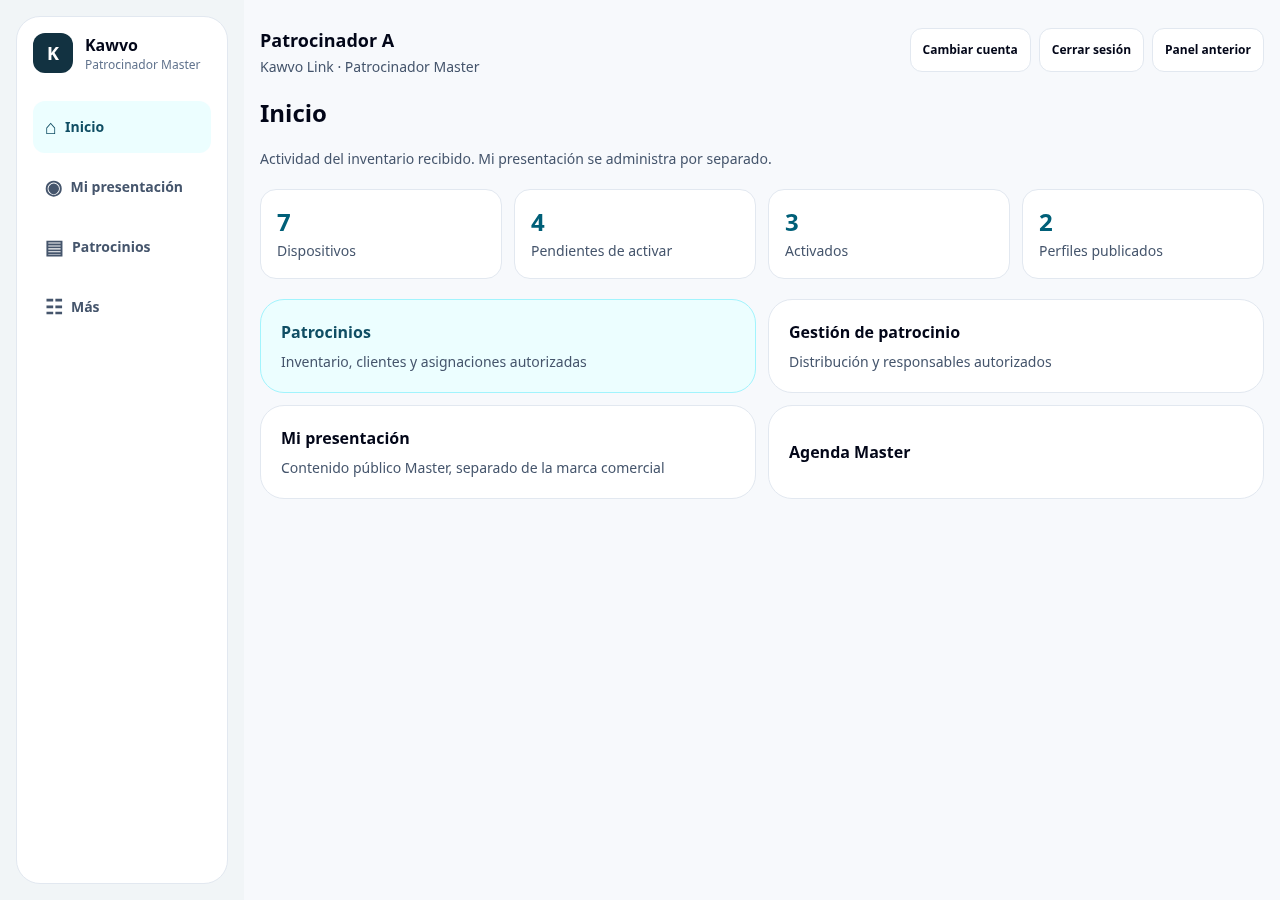 K
Kawvo
Patrocinador Master
Inicio
Mi presentación
Patrocinios
Más
Patrocinador A
Kawvo Link · Patrocinador Master
Cambiar cuenta
Cerrar sesión
Panel anterior
Inicio
Actividad del inventario recibido. Mi presentación se administra por separado.
7
Dispositivos
4
Pendientes de activar
3
Activados
2
Perfiles publicados
Patrocinios
Inventario, clientes y asignaciones autorizadas
Gestión de patrocinio
Distribución y responsables autorizados
Mi presentación
Contenido público Master, separado de la marca comercial
Agenda Master